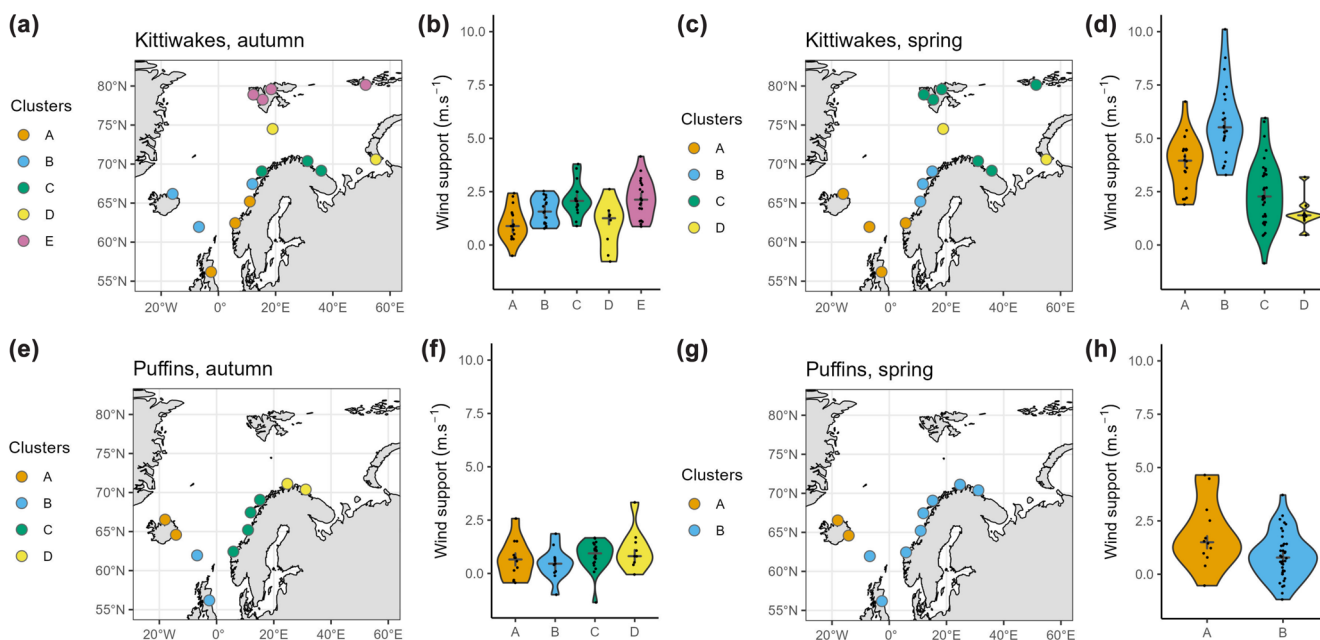 (a)
Kittiwakes, autumn
Clusters
A
B
C
D
E
80°N
75°N
70°N
65°N
60°N
55°N
20°W 0° 20°E 40°E 60°E
(b)
Wind support (m.s⁻¹)
10.0
7.5
5.0
2.5
0.0
A B C D E
(c)
Kittiwakes, spring
Clusters
A
B
C
D
80°N
75°N
70°N
65°N
60°N
55°N
20°W 0° 20°E 40°E 60°E
(d)
Wind support (m.s⁻¹)
10.0
7.5
5.0
2.5
0.0
A B C D
(e)
Puffins, autumn
Clusters
A
B
C
D
80°N
75°N
70°N
65°N
60°N
55°N
20°W 0° 20°E 40°E 60°E
(f)
Wind support (m.s⁻¹)
10.0
7.5
5.0
2.5
0.0
A B C D
(g)
Puffins, spring
Clusters
A
B
80°N
75°N
70°N
65°N
60°N
55°N
20°W 0° 20°E 40°E 60°E
(h)
Wind support (m.s⁻¹)
10.0
7.5
5.0
2.5
0.0
A B